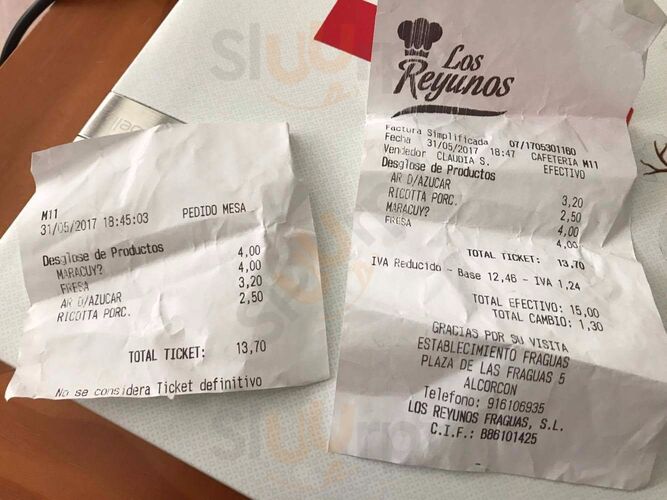 M11
31/05/2017 18:45:03 PEDIDO MESA
Desglose de Productos
MARACUY? 4,00
FRESA 4,00
AR D/AZUCAR 3,20
RICOTTA PORC. 2,50
TOTAL TICKET: 13,70
No se considera Ticket definitivo
Los
Reyunos
Factura Simplificada 07/1705301160
Fecha 31/05/2017 18:47 CAFETERIA M11
Vendedor CLAUDIA S. EFECTIVO
Desglose de Productos
AR D/AZUCAR 3,20
RICOTTA PORC. 2,50
MARACUY? 4,00
FRESA 4,00
TOTAL TICKET: 13,70
IVA Reducido - Base 12,46 - IVA 1,24
TOTAL EFECTIVO: 15,00
TOTAL CAMBIO: 1,30
GRACIAS POR SU VISITA
ESTABLECIMIENTO FRAGUAS
PLAZA DE LAS FRAGUAS 5
ALCORCON
Telefono: 916106935
LOS REYUNOS FRAGUAS, S.L.
C.I.F.: B86101425